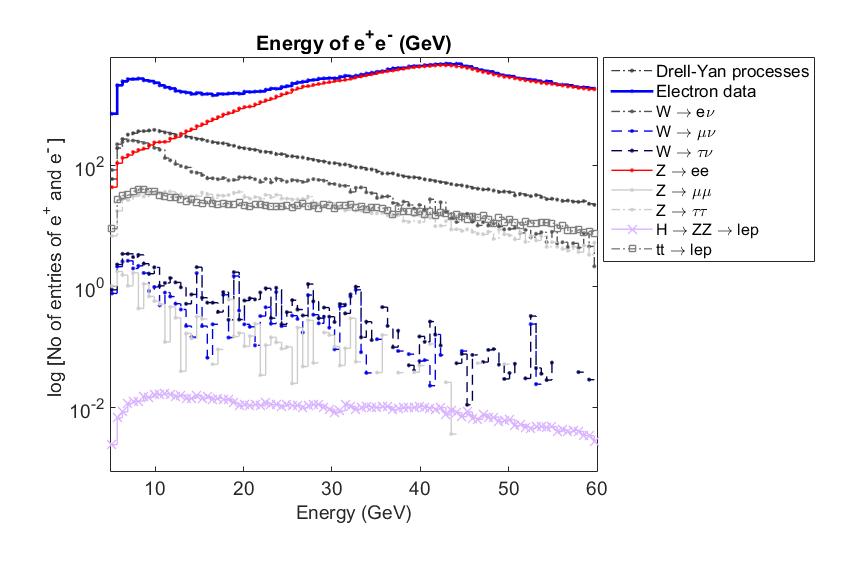 Energy of e⁺e⁻ (GeV)
Drell-Yan processes
Electron data
W → eν
W → μν
W → τν
Z → ee
Z → μμ
Z → ττ
H → ZZ → lep
tt → lep
log [No of entries of e⁺ and e⁻]
10²
10⁰
10⁻²
10 20 30 40 50 60
Energy (GeV)